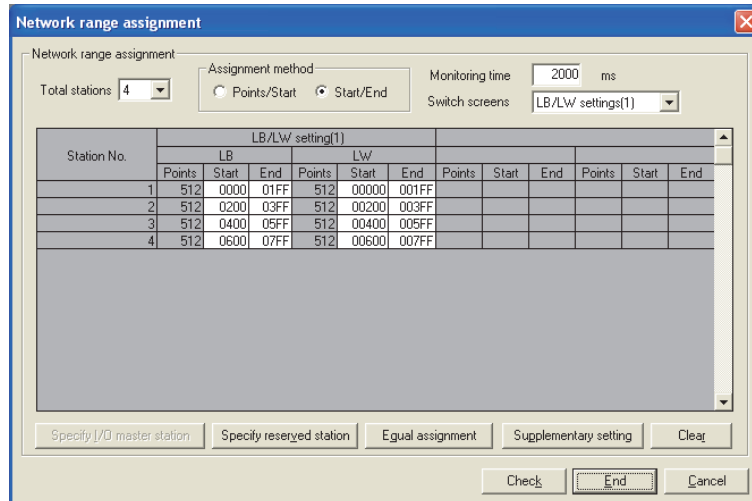 Network range assignment
Network range assignment
Total stations 4
Assignment method
Points/Start Start/End
Monitoring time 2000 ms
Switch screens LB/LW settings(1)
Station No. LB/LW setting(1)
LB LW
Points Start End Points Start End Points Start End Points Start End
1 512 0000 01FF 512 00000 001FF
2 512 0200 03FF 512 00200 003FF
3 512 0400 05FF 512 00400 005FF
4 512 0600 07FF 512 00600 007FF
Specify I/O master station Specify reserved station Equal assignment Supplementary setting Clear
Check End Cancel